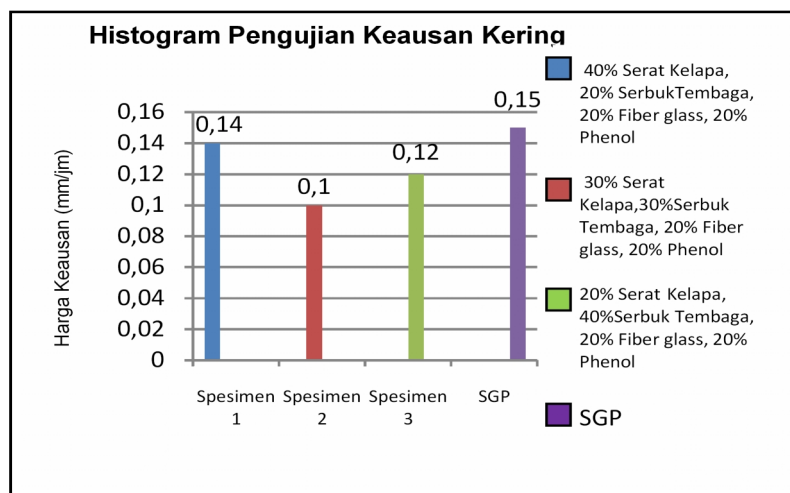 Histogram Pengujian Keausan Kering
Harga Keausan (mm/jm)
0,16
0,14
0,12
0,1
0,08
0,06
0,04
0,02
0
0,14
0,1
0,12
0,15
Spesimen
1
Spesimen
2
Spesimen
3
SGP
40% Serat Kelapa,
20% SerbukTembaga,
20% Fiber glass, 20%
Phenol
30% Serat
Kelapa,30%Serbuk
Tembaga, 20% Fiber
glass, 20% Phenol
20% Serat Kelapa,
40%Serbuk Tembaga,
20% Fiber glass, 20%
Phenol
SGP